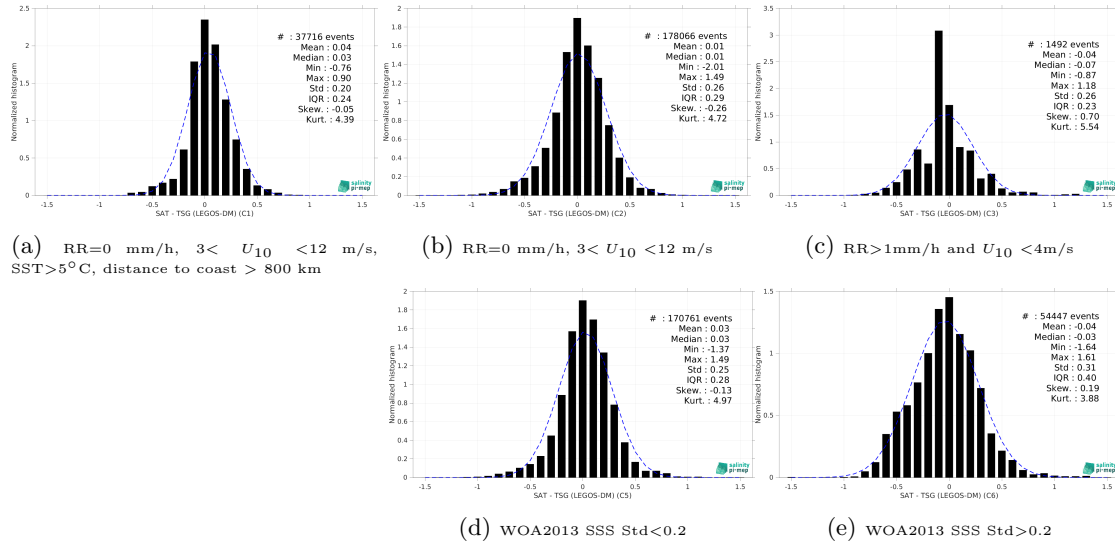 2.5
2
1.5
1
0.5
0
Normalized histogram
# : 37716 events
Mean : 0.04
Median : 0.03
Min : -0.76
Max : 0.90
Std : 0.20
IQR : 0.24
Skew. : -0.05
Kurt. : 4.39
salinity
pi-mep
-1.5 -1 -0.5 0 0.5 1 1.5
SAT - TSG (LEGOS-DM) (C1)
(a) RR=0 mm/h, 3< U10 <12 m/s,
SST>5°C, distance to coast > 800 km
2
1.8
1.6
1.4
1.2
1
0.8
0.6
0.4
0.2
0
Normalized histogram
# : 178066 events
Mean : 0.01
Median : 0.01
Min : -2.01
Max : 1.49
Std : 0.26
IQR : 0.29
Skew. : -0.26
Kurt. : 4.72
salinity
pi-mep
-1.5 -1 -0.5 0 0.5 1 1.5
SAT - TSG (LEGOS-DM) (C2)
(b) RR=0 mm/h, 3< U10 <12 m/s
3.5
3
2.5
2
1.5
1
0.5
0
Normalized histogram
# : 1492 events
Mean : -0.04
Median : -0.07
Min : -0.87
Max : 1.18
Std : 0.26
IQR : 0.23
Skew. : 0.70
Kurt. : 5.54
salinity
pi-mep
-1.5 -1 -0.5 0 0.5 1 1.5
SAT - TSG (LEGOS-DM) (C3)
(c) RR>1mm/h and U10 <4m/s
2
1.8
1.6
1.4
1.2
1
0.8
0.6
0.4
0.2
0
Normalized histogram
# : 170761 events
Mean : 0.03
Median : 0.03
Min : -1.37
Max : 1.49
Std : 0.25
IQR : 0.28
Skew. : -0.13
Kurt. : 4.97
salinity
pi-mep
-1.5 -1 -0.5 0 0.5 1 1.5
SAT - TSG (LEGOS-DM) (C5)
(d) WOA2013 SSS Std<0.2
1.5
1
0.5
0
Normalized histogram
# : 54447 events
Mean : -0.04
Median : -0.03
Min : -1.64
Max : 1.61
Std : 0.31
IQR : 0.40
Skew. : 0.19
Kurt. : 3.88
salinity
pi-mep
-1.5 -1 -0.5 0 0.5 1 1.5
SAT - TSG (LEGOS-DM) (C6)
(e) WOA2013 SSS Std>0.2